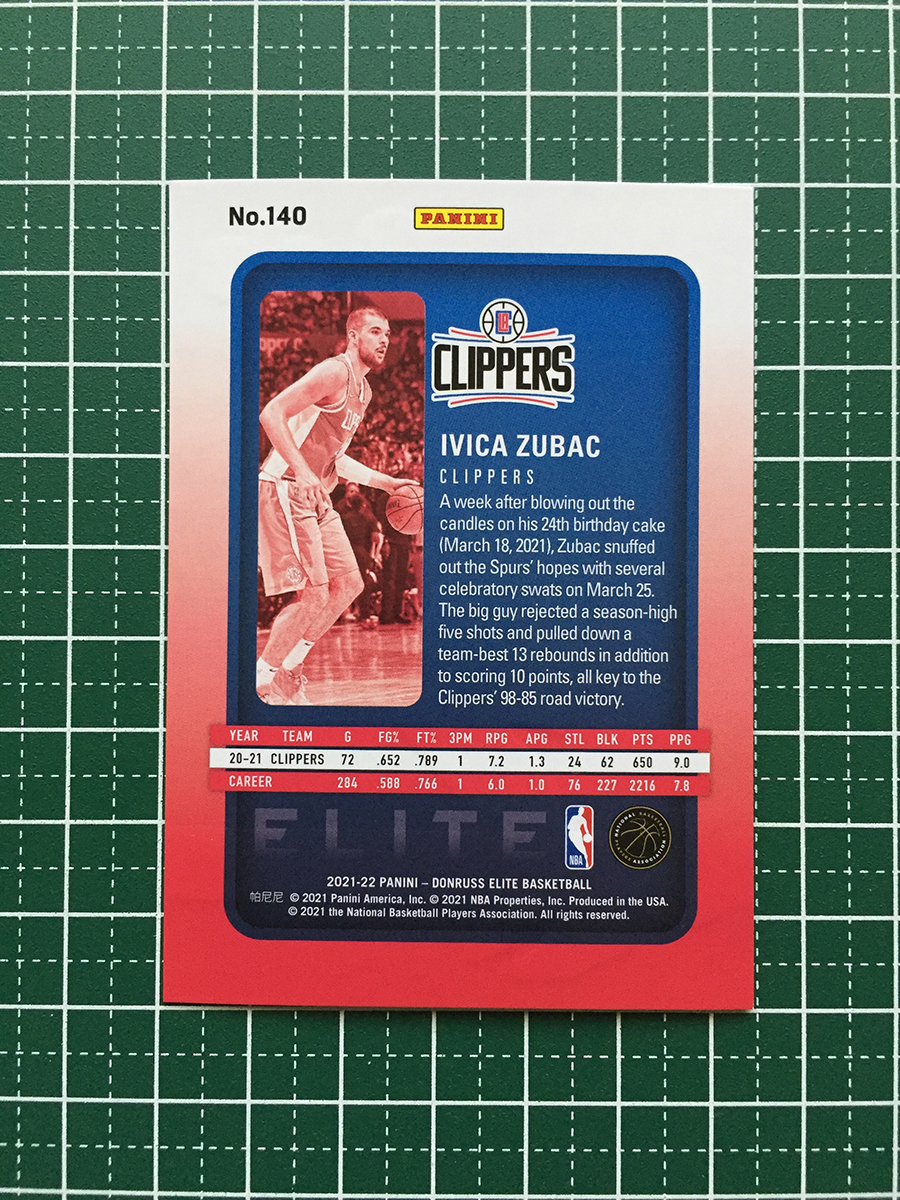 No.140
PANINI
CLIPPERS
IVICA ZUBAC
CLIPPERS
A week after blowing out the
candles on his 24th birthday cake
(March 18, 2021), Zubac snuffed
out the Spurs' hopes with several
celebratory swats on March 25.
The big guy rejected a season-high
five shots and pulled down a
team-best 13 rebounds in addition
to scoring 10 points, all key to the
Clippers' 98-85 road victory.
YEAR TEAM G FG% FT% 3PM RPG APG STL BLK PTS PPG
20-21 CLIPPERS 72 .652 .789 1 7.2 1.3 24 62 650 9.0
CAREER 284 .588 .766 1 6.0 1.0 76 227 2216 7.8
ELITE
NBA
NATIONAL BASKETBALL
PLAYERS ASSOCIATION
2021-22 PANINI – DONRUSS ELITE BASKETBALL
帕尼尼 © 2021 Panini America, Inc. © 2021 NBA Properties, Inc. Produced in the USA.
© 2021 the National Basketball Players Association. All rights reserved.